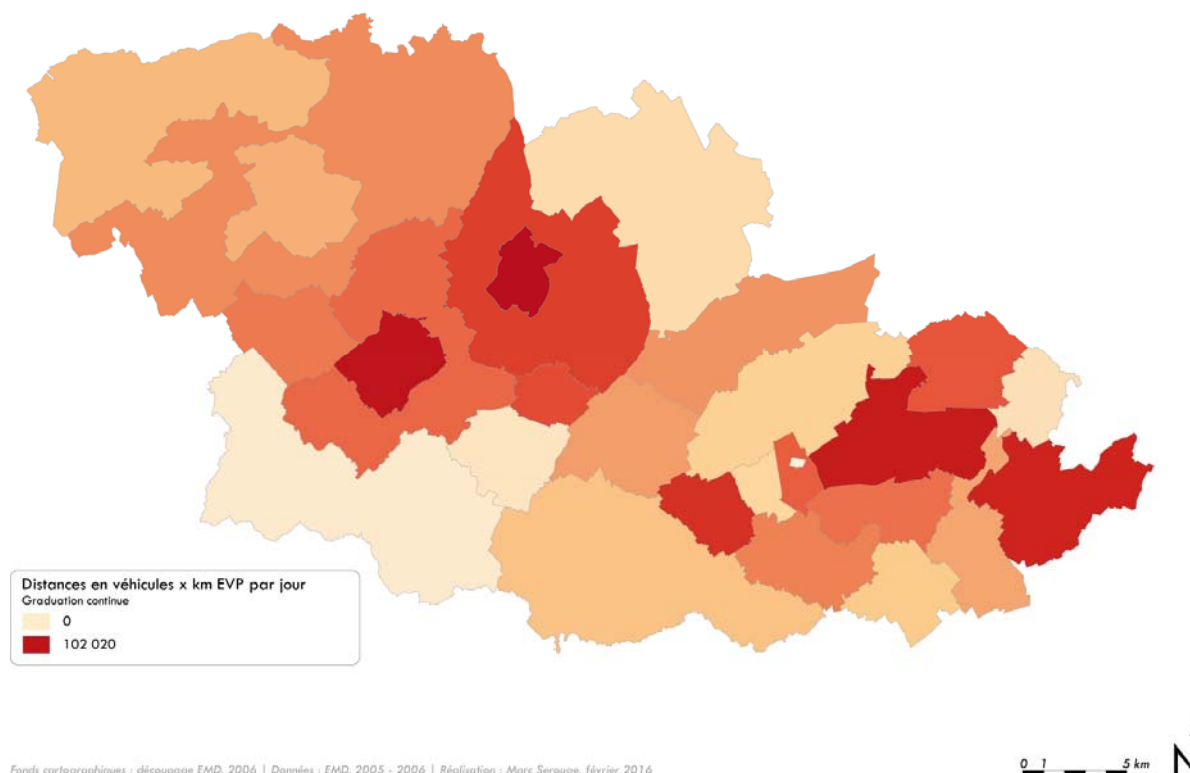 Distances en véhicules x km EVP par jour
Graduation continue
0
102 020
Fonds cartographiques : découpage EMD, 2006 | Données : EMD, 2005 - 2006 | Réalisation : Marc Serouge, février 2016
0 1 5 km
N